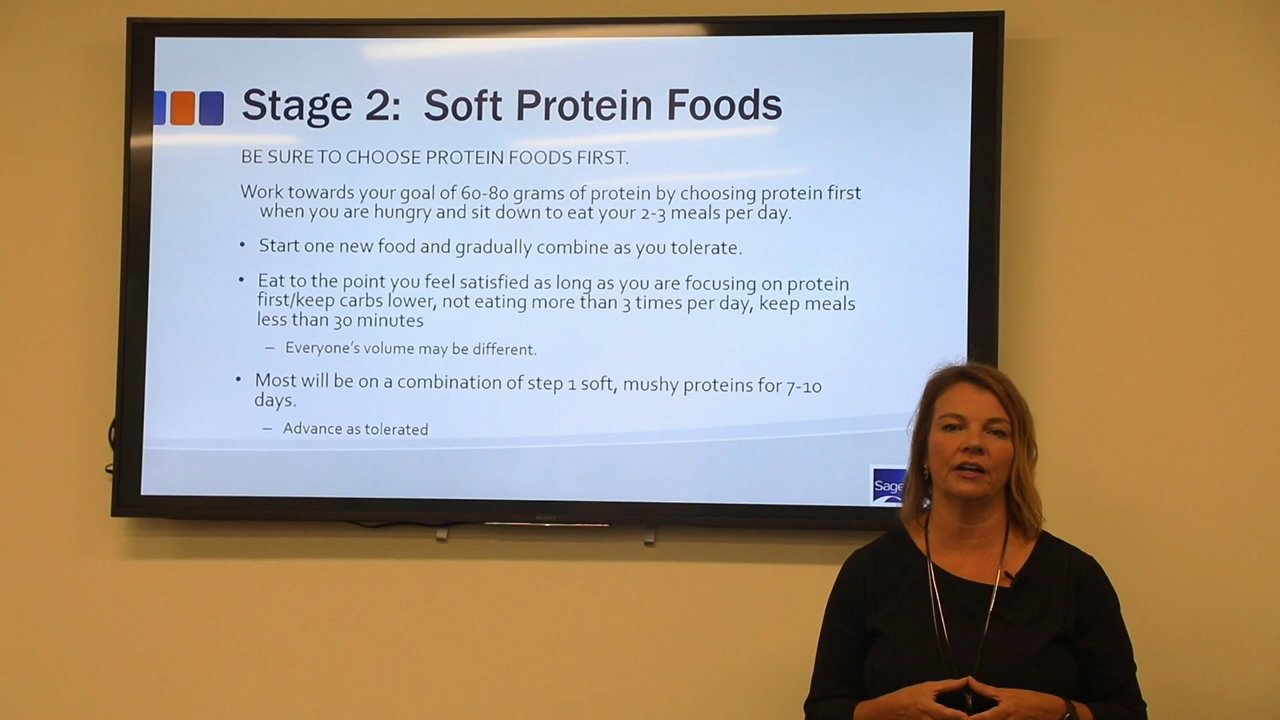 Stage 2: Soft Protein Foods
BE SURE TO CHOOSE PROTEIN FOODS FIRST.
Work towards your goal of 60-80 grams of protein by choosing protein first
when you are hungry and sit down to eat your 2-3 meals per day.
• Start one new food and gradually combine as you tolerate.
• Eat to the point you feel satisfied as long as you are focusing on protein
first/keep carbs lower, not eating more than 3 times per day, keep meals
less than 30 minutes
– Everyone's volume may be different.
• Most will be on a combination of step 1 soft, mushy proteins for 7-10
days.
– Advance as tolerated
Sage
SONY